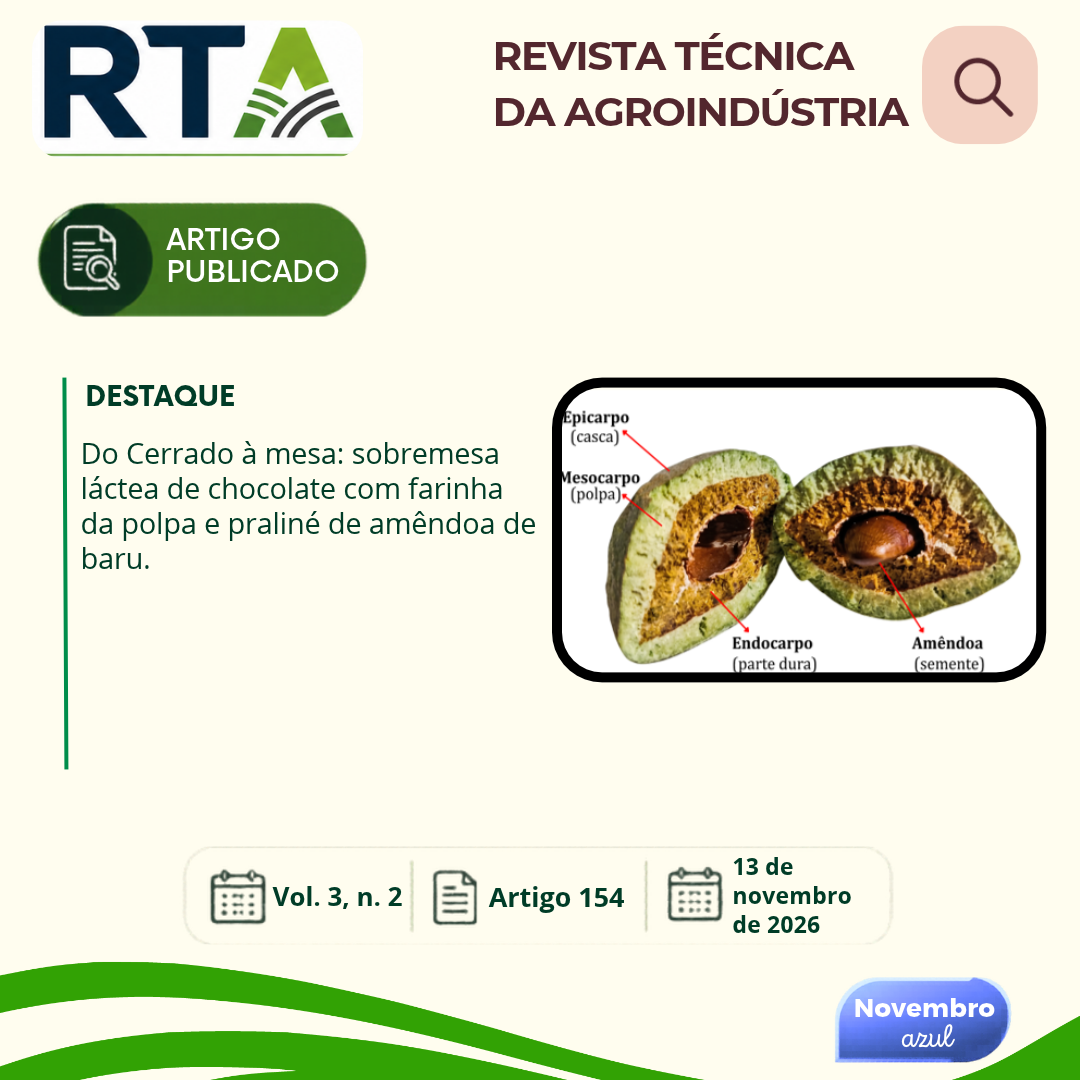 RTA
REVISTA TÉCNICA
DA AGROINDÚSTRIA
ARTIGO
PUBLICADO
DESTAQUE
Do Cerrado à mesa: sobremesa
láctea de chocolate com farinha
da polpa e praliné de amêndoa de
baru.
Epicarpo
(casca)
Mesocarpo
(polpa)
Endocarpo
(parte dura)
Amêndoa
(semente)
Vol. 3, n. 2
Artigo 154
13 de
novembro
de 2026
Novembro
azul